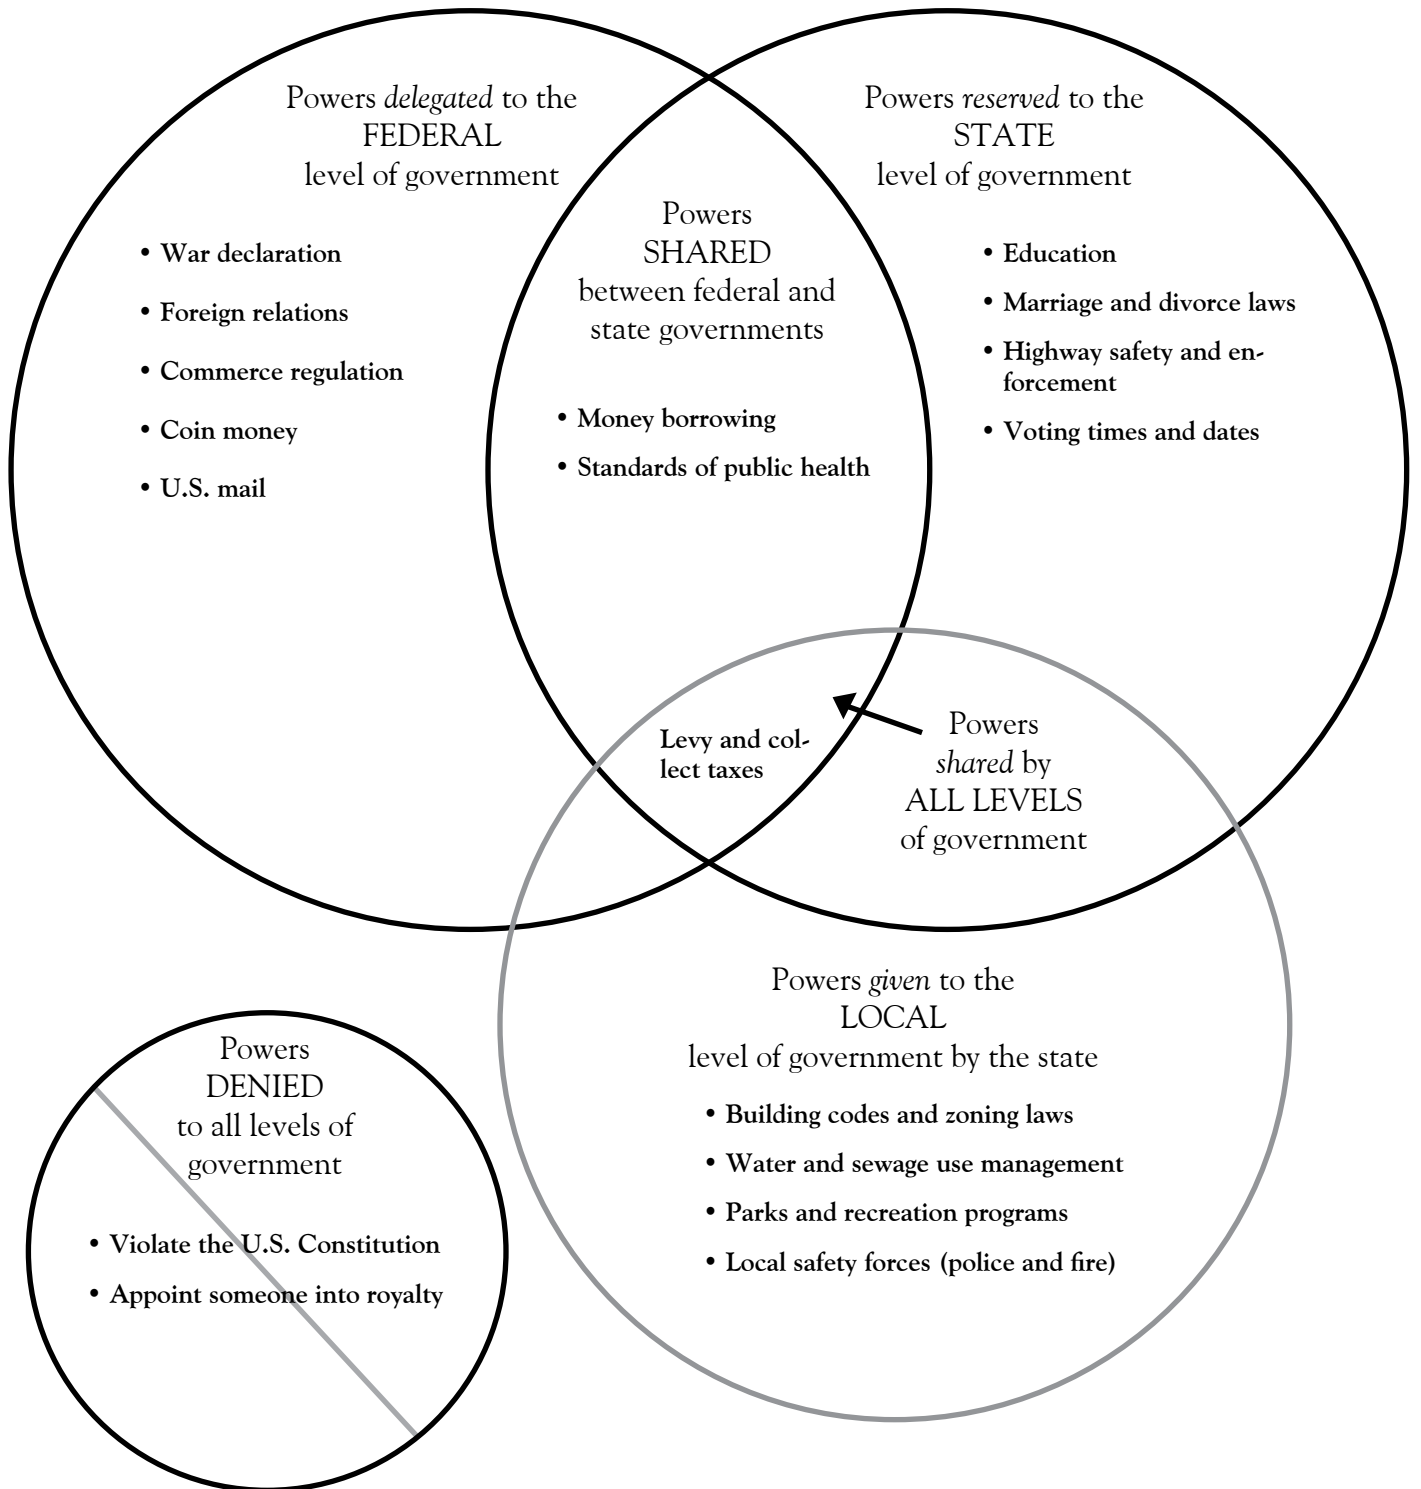 Powers delegated to the
FEDERAL
level of government
• War declaration
• Foreign relations
• Commerce regulation
• Coin money
• U.S. mail
Powers
SHARED
between federal and
state governments
• Money borrowing
• Standards of public health
Powers reserved to the
STATE
level of government
• Education
• Marriage and divorce laws
• Highway safety and en-
forcement
• Voting times and dates
Levy and col-
lect taxes
Powers
shared by
ALL LEVELS
of government
Powers given to the
LOCAL
level of government by the state
• Building codes and zoning laws
• Water and sewage use management
• Parks and recreation programs
• Local safety forces (police and fire)
Powers
DENIED
to all levels of
government
• Violate the U.S. Constitution
• Appoint someone into royalty